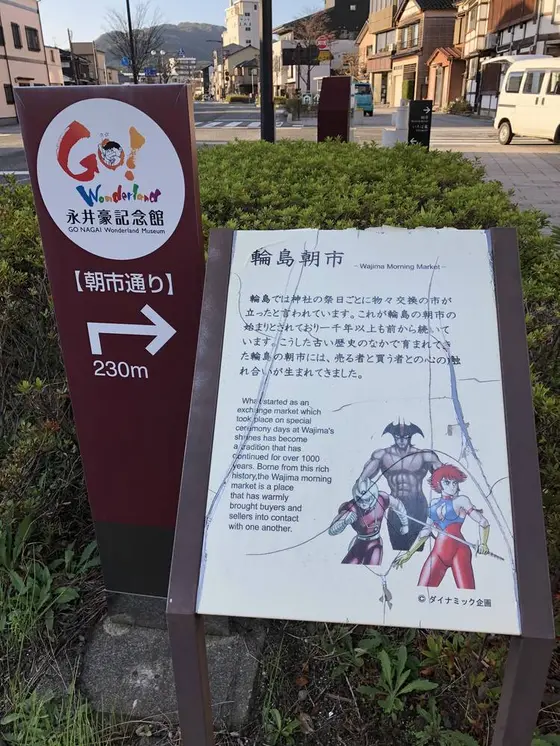 GO!
Wonderland
永井豪記念館
GO NAGAI Wonderland Museum
【朝市通り】
230m
輪島朝市 - Wajima Morning Market -
輪島では神社の祭日ごとに物々交換の市が
立ったと言われています。これが輪島の朝市の
始まりとされており一千年以上も前から続いて
います。こうした古い歴史のなかで育まれてき
た輪島の朝市には、売る者と買う者との心の触
れ合いが生まれてきました。
What started as an
exchange market which
took place on special
ceremony days at Wajima's
shrines has become
a tradition that has
continued for over 1000
years. Borne from this rich
history,the Wajima morning
market is a place
that has warmly
brought buyers and
sellers into contact
with one another.
© ダイナミック企画